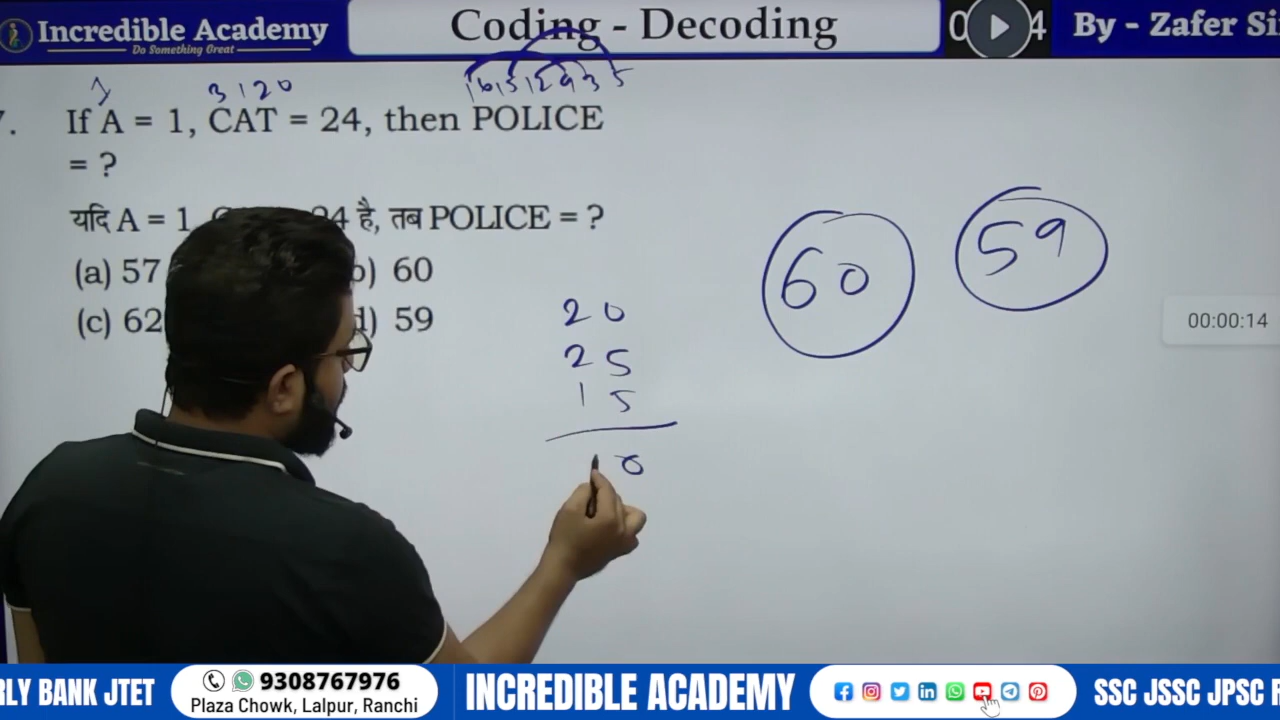 Incredible Academy
Do Something Great
Coding - Decoding
0 4
By - Zafer Si
16 15 12 9 3 5
1
3 1 20
7.
If A = 1, CAT = 24, then POLICE
= ?
यदि A = 1, 24 है, तब POLICE = ?
(a) 57
b) 60
(c) 62
d) 59
20
25
15
10
60
59
00:00:14
RLY BANK JTET
9308767976
Plaza Chowk, Lalpur, Ranchi
INCREDIBLE ACADEMY
SSC JSSC JPSC